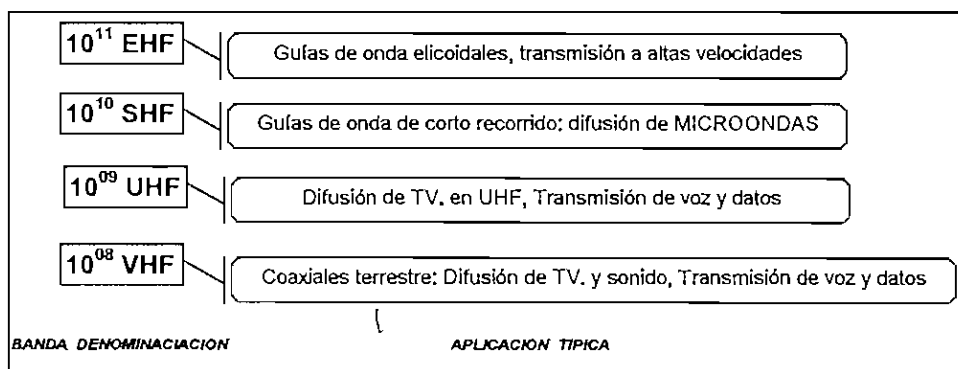 10¹¹ EHF
Guías de onda elicoidales, transmisión a altas velocidades
10¹⁰ SHF
Guías de onda de corto recorrido: difusión de MICROONDAS
10⁰⁹ UHF
Difusión de TV. en UHF, Transmisión de voz y datos
10⁰⁸ VHF
Coaxiales terrestre: Difusión de TV. y sonido, Transmisión de voz y datos
BANDA DENOMINACIACION APLICACION TIPICA